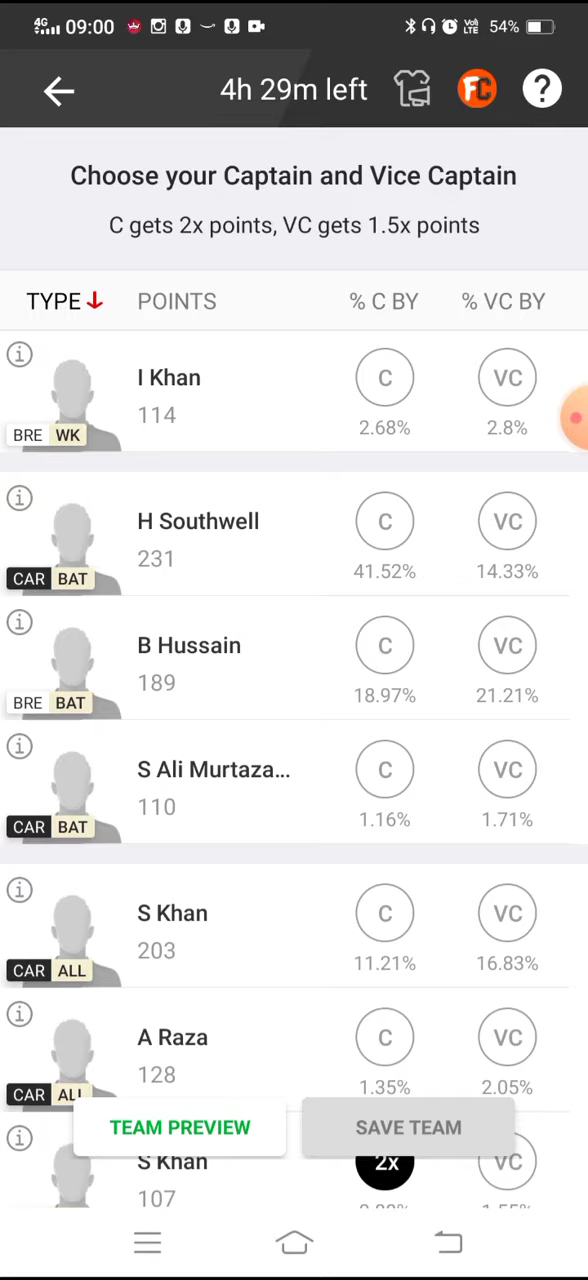 4G 09:00 Vo) LTE 54%
4h 29m left FC ?
Choose your Captain and Vice Captain
C gets 2x points, VC gets 1.5x points
TYPE POINTS % C BY % VC BY
I Khan C VC
114 2.68% 2.8%
BRE WK
H Southwell C VC
231 41.52% 14.33%
CAR BAT
B Hussain C VC
189 18.97% 21.21%
BRE BAT
S Ali Murtaza... C VC
110 1.16% 1.71%
CAR BAT
S Khan C VC
203 11.21% 16.83%
CAR ALL
A Raza C VC
128 1.35% 2.05%
CAR ALL
TEAM PREVIEW SAVE TEAM
S Khan 2x VC
107